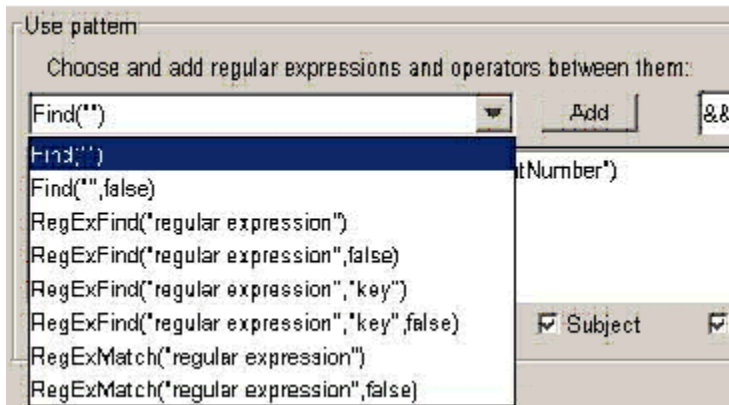 Use pattern
Choose and add regular expressions and operators between them:
Find("") Add &&
Find("")
Find("",false)
tNumber")
RegExFind("regular expression")
RegExFind("regular expression",false)
RegExFind("regular expression","key")
RegExFind("regular expression","key",false) Subject
RegExMatch("regular expression")
RegExMatch("regular expression",false)